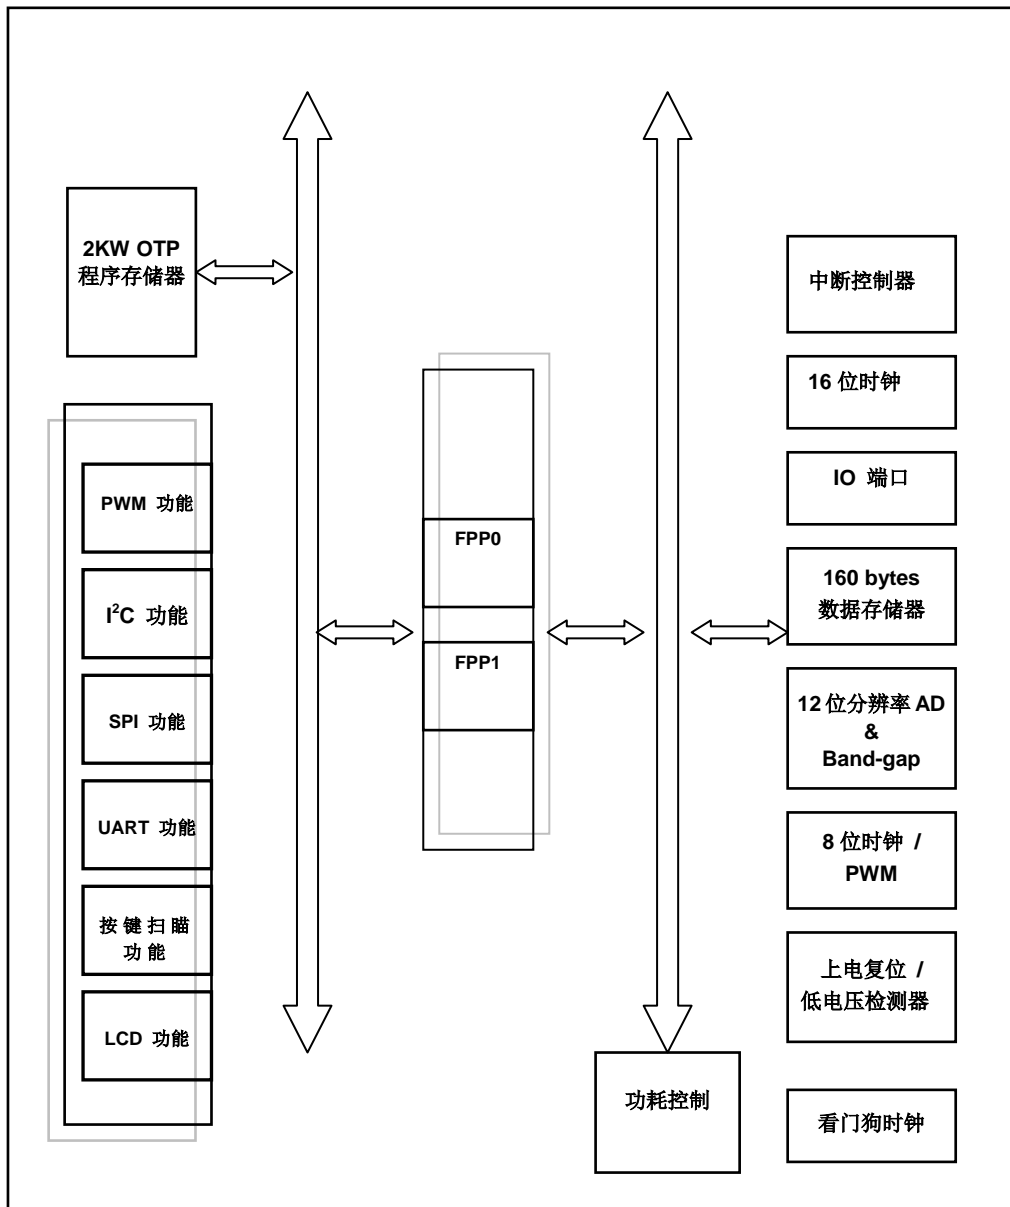 2KW OTP
程序存储器
PWM 功能
I²C 功能
SPI 功能
UART 功能
按键扫瞄
功能
LCD 功能
FPP0
FPP1
功耗控制
中断控制器
16 位时钟
IO 端口
160 bytes
数据存储器
12 位分辨率 AD
&
Band-gap
8 位时钟 /
PWM
上电复位 /
低电压检测器
看门狗时钟